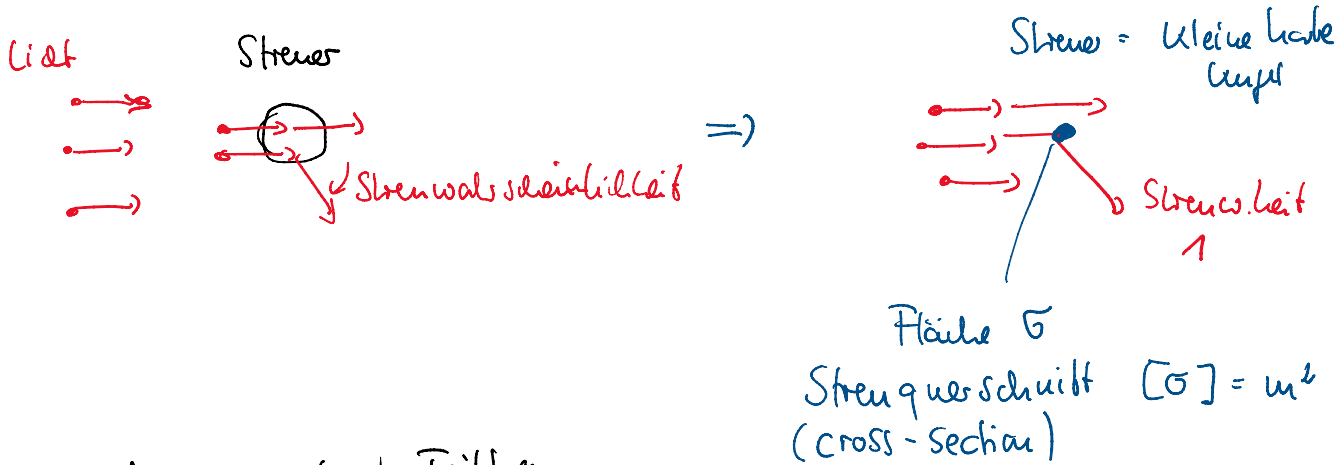 Licht
Streuer
Streuwahrscheinlichkeit
=>
Streuer = kleine harte
Kugel
Streuw.keit
1
Fläche σ
Streuquerschnitt [σ] = m²
(cross-section)